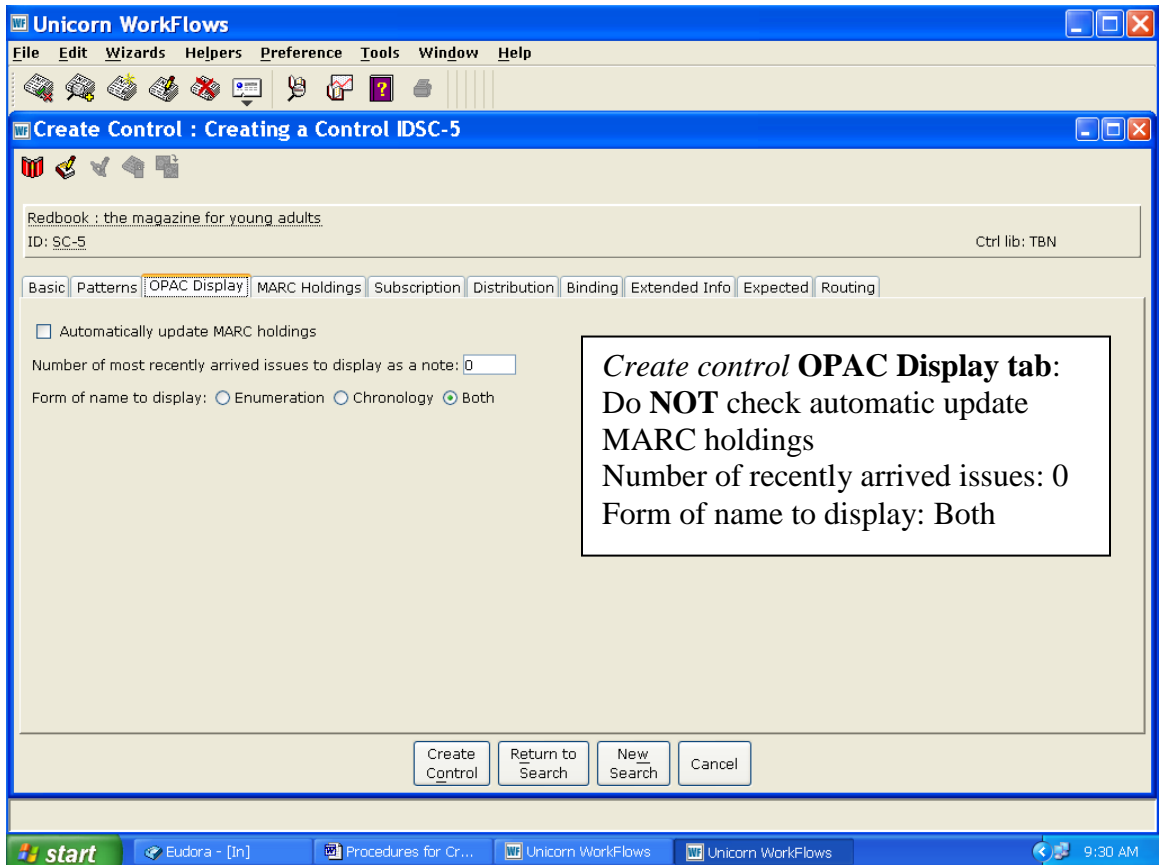 Unicorn WorkFlows
File Edit Wizards Helpers Preference Tools Window Help
Create Control : Creating a Control IDSC-5
Redbook : the magazine for young adults
ID: SC-5 Ctrl lib: TBN
Basic Patterns OPAC Display MARC Holdings Subscription Distribution Binding Extended Info Expected Routing
Automatically update MARC holdings
Number of most recently arrived issues to display as a note: 0
Form of name to display: Enumeration Chronology Both
Create control OPAC Display tab:
Do NOT check automatic update
MARC holdings
Number of recently arrived issues: 0
Form of name to display: Both
Create Control
Return to Search
New Search
Cancel
start Eudora - [In] Procedures for Cr... Unicorn WorkFlows Unicorn WorkFlows 9:30 AM